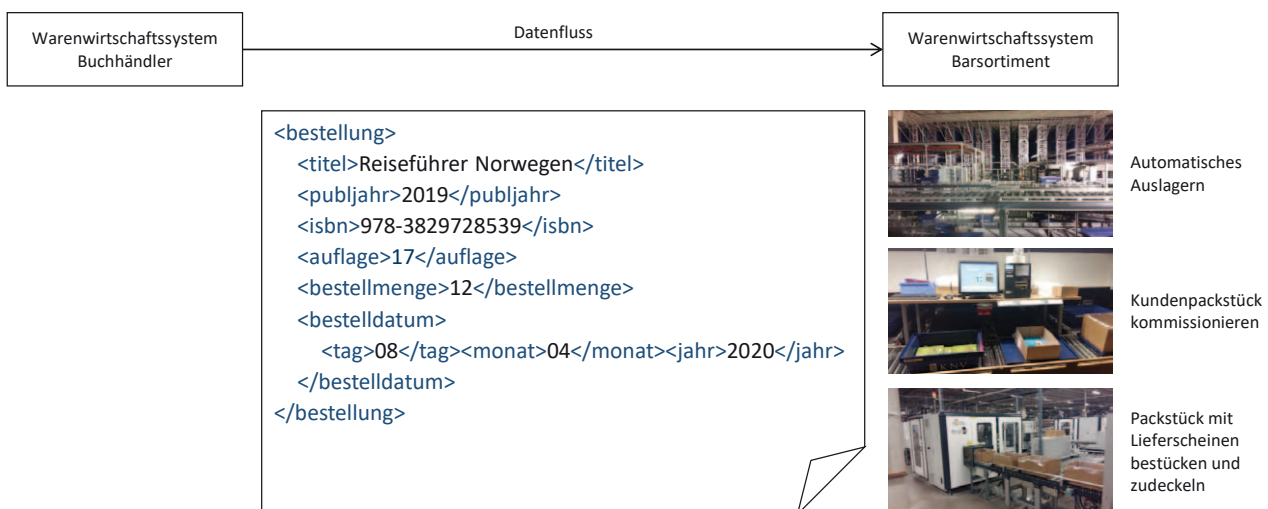 Warenwirtschaftssystem
Buchhändler
Datenfluss
Warenwirtschaftssystem
Barsortiment
<bestellung>
<titel>Reiseführer Norwegen</titel>
<publjahr>2019</publjahr>
<isbn>978-3829728539</isbn>
<auflage>17</auflage>
<bestellmenge>12</bestellmenge>
<bestelldatum>
<tag>08</tag><monat>04</monat><jahr>2020</jahr>
</bestelldatum>
</bestellung>
Automatisches
Auslagern
KNV
Kundenpackstück
kommissionieren
Packstück mit
Lieferscheinen
bestücken und
zudeckeln